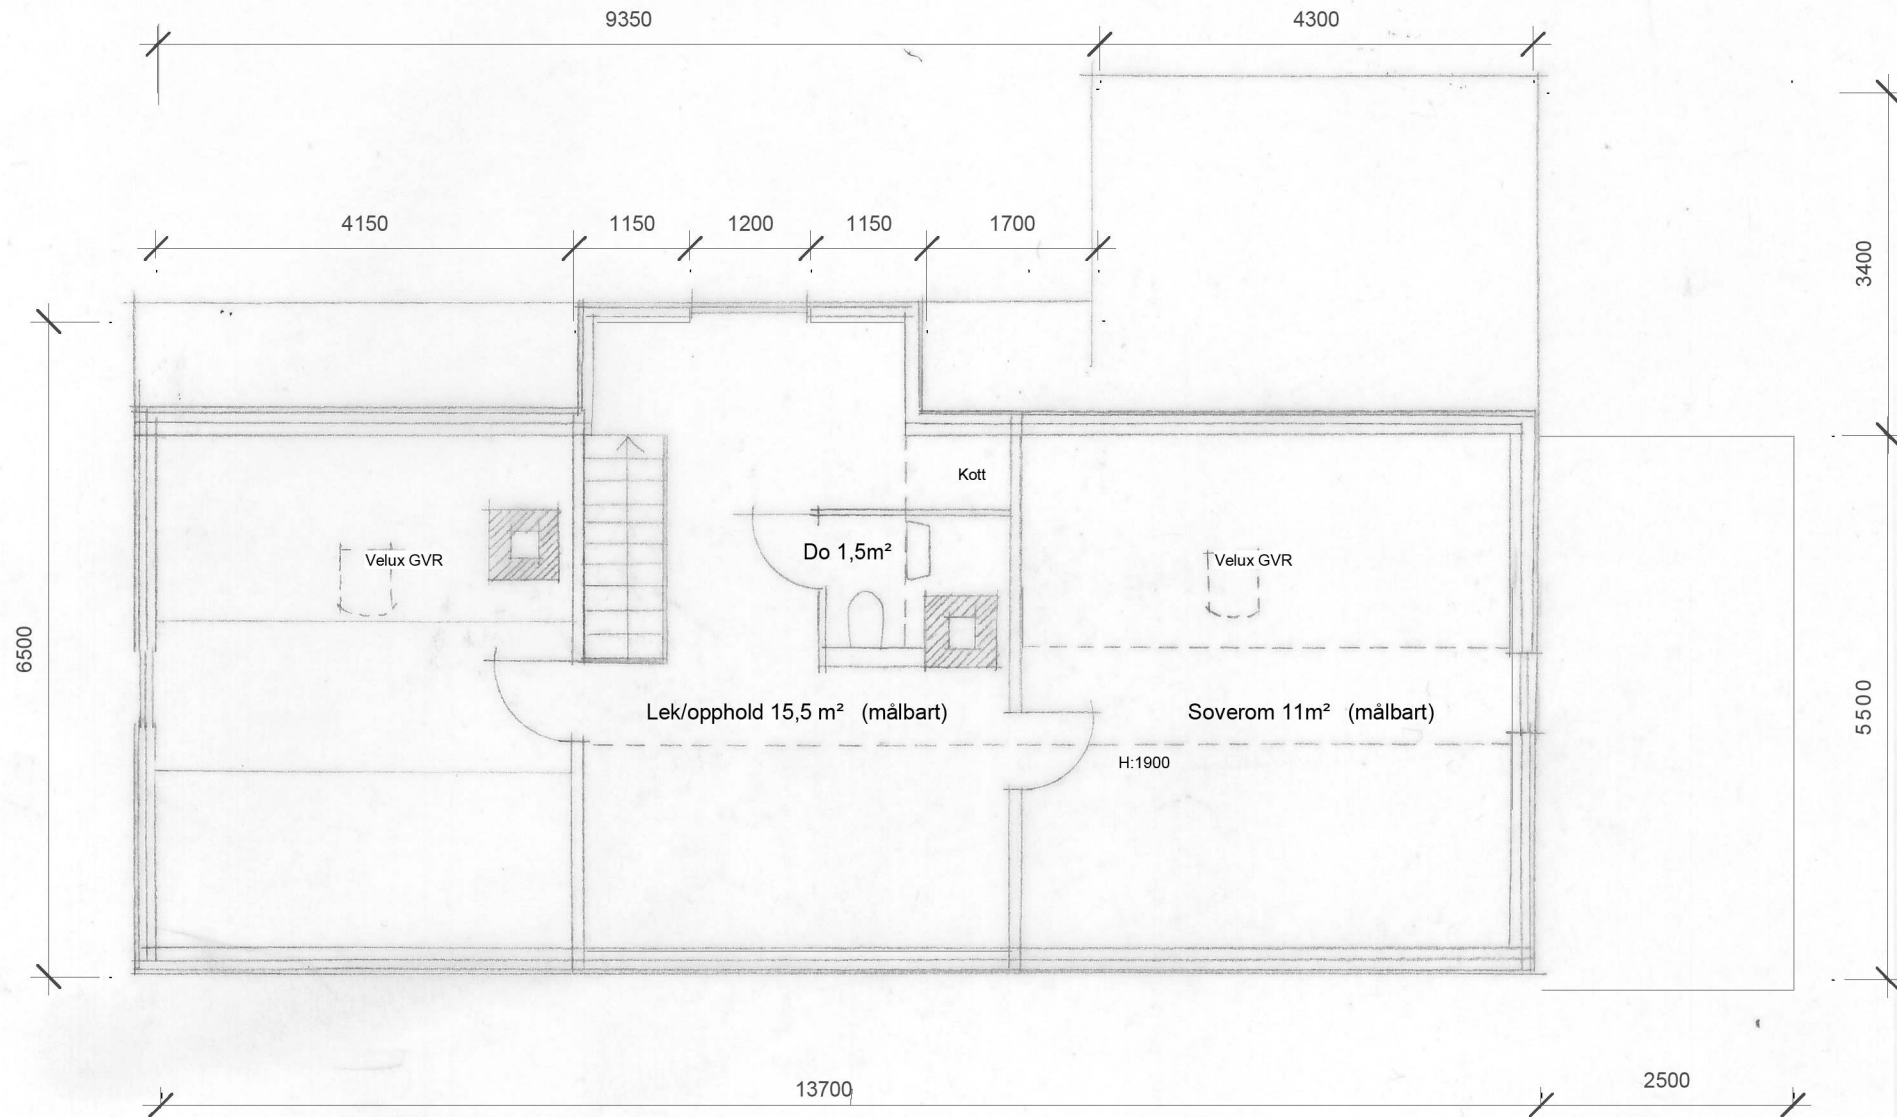 9350
4300
4150
1150
1200
1150
1700
3400
Kott
Do 1,5m²
Velux GVR
Velux GVR
6500
Lek/opphold 15,5 m² (målbart)
Soverom 11m² (målbart)
5500
H:1900
13700
2500